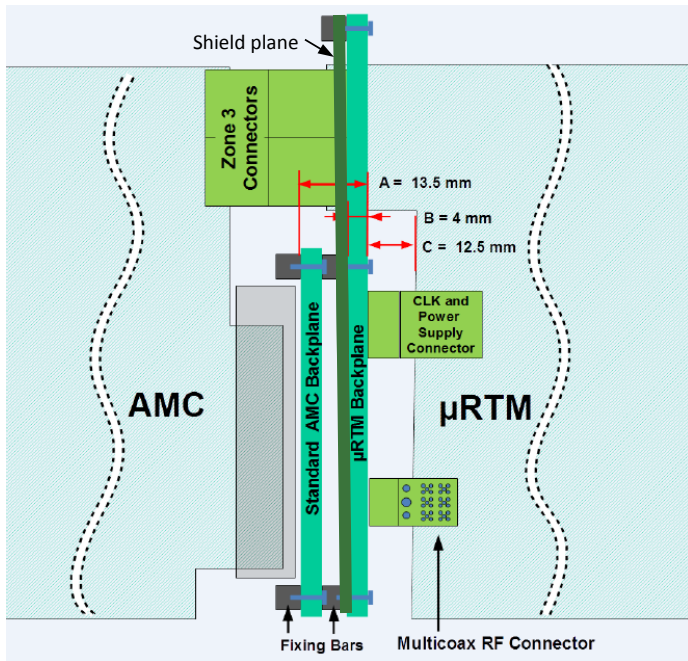 Shield plane
Zone 3
Connectors
A = 13.5 mm
B = 4 mm
C = 12.5 mm
CLK and
Power
Supply
Connector
AMC
Standard AMC Backplane
µRTM Backplane
µRTM
Fixing Bars
Multicoax RF Connector